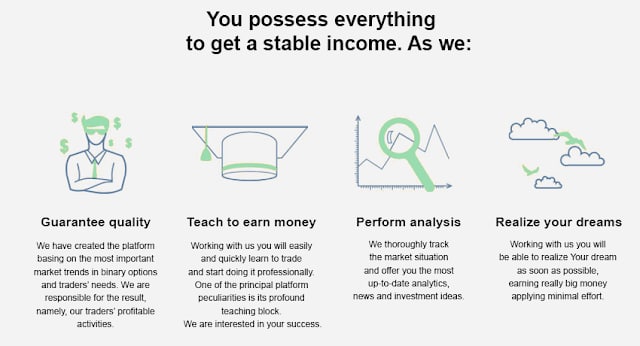 You possess everything
to get a stable income. As we:
$
$
$
$
$
Guarantee quality
We have created the platform
basing on the most important
market trends in binary options
and traders' needs. We are
responsible for the result,
namely, our traders' profitable
activities.
Teach to earn money
Working with us you will easily
and quickly learn to trade
and start doing it professionally.
One of the principal platform
peculiarities is its profound
teaching block.
We are interested in your success.
Perform analysis
We thoroughly track
the market situation
and offer you the most
up-to-date analytics,
news and investment ideas.
Realize your dreams
Working with us you will
be able to realize Your dream
as soon as possible,
earning really big money
applying minimal effort.